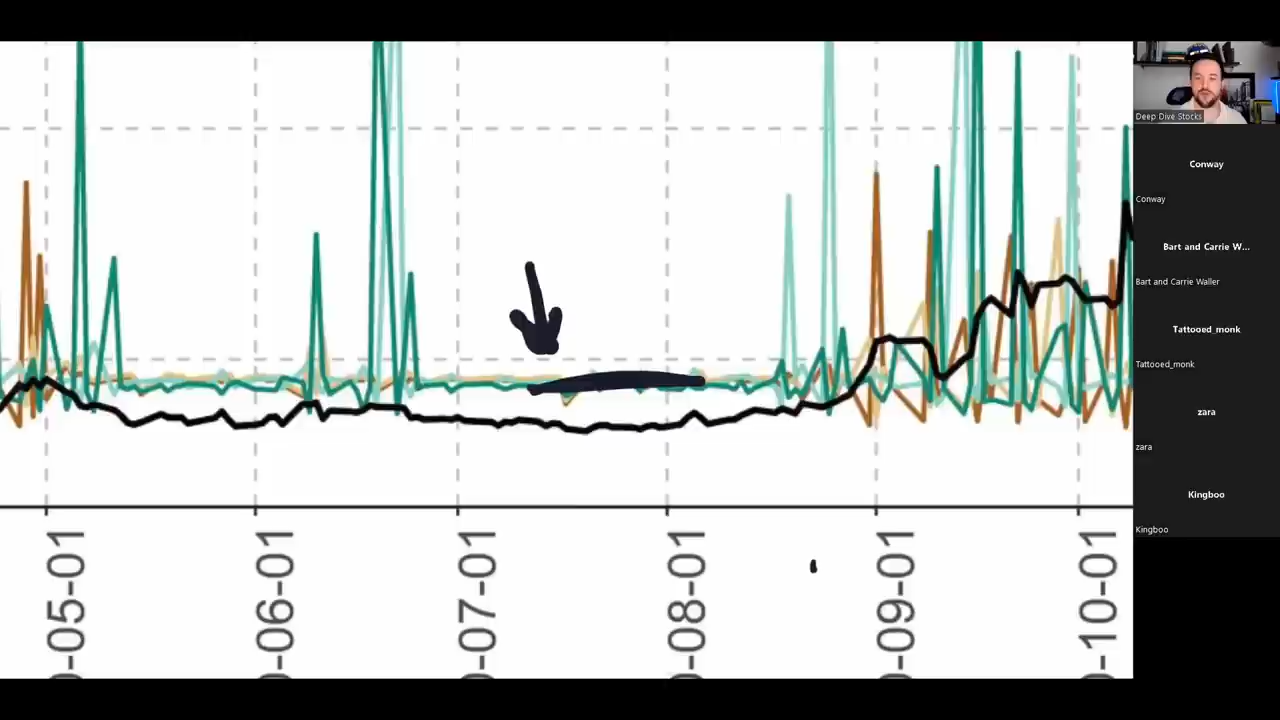 Deep Dive Stocks
Conway
Conway
Bart and Carrie W...
Bart and Carrie Waller
Tattooed_monk
Tattooed_monk
zara
zara
Kingboo
Kingboo
-05-01
-06-01
-07-01
-08-01
-09-01
-10-01